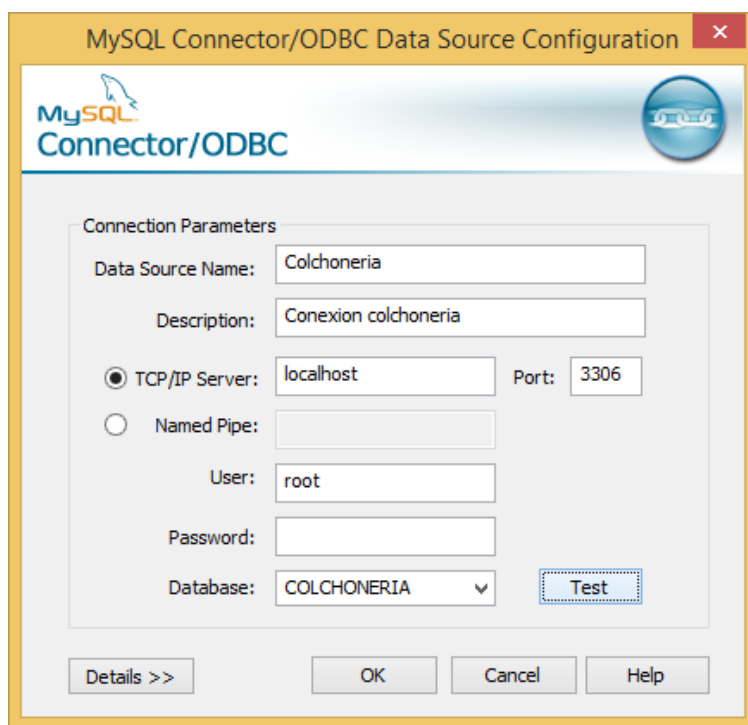 MySQL Connector/ODBC Data Source Configuration
MySQL
Connector/ODBC
Connection Parameters
Data Source Name: Colchoneria
Description: Conexion colchoneria
TCP/IP Server: localhost Port: 3306
Named Pipe:
User: root
Password:
Database: COLCHONERIA Test
Details >> OK Cancel Help